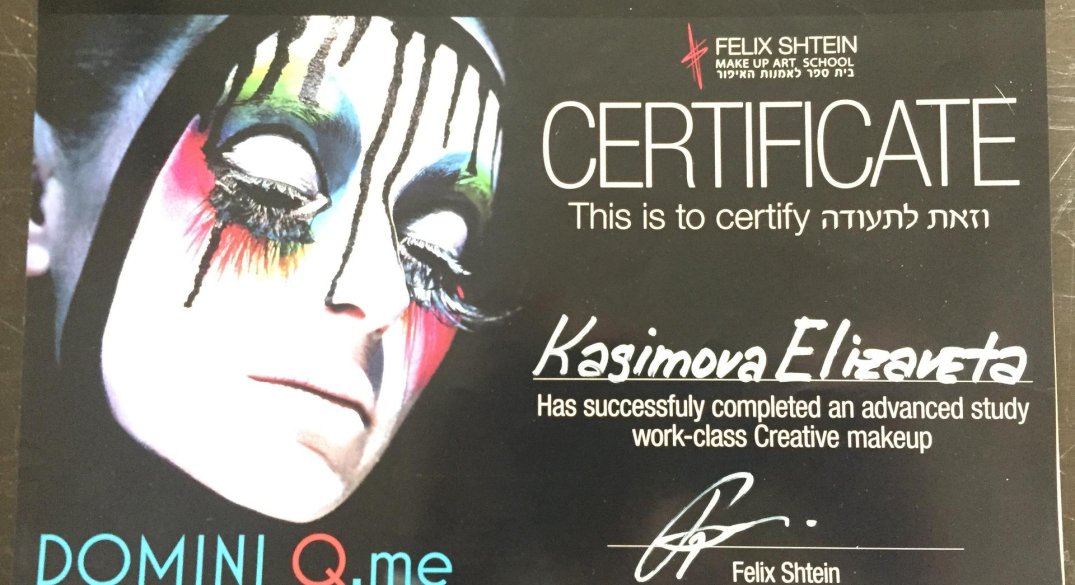 FELIX SHTEIN
MAKE UP ART SCHOOL
בית ספר לאמנות האיפור
CERTIFICATE
This is to certify וזאת לתעודה
Kasimova Elizaveta
Has successfuly completed an advanced study
work-class Creative makeup
Felix Shtein
DOMINI Q.me